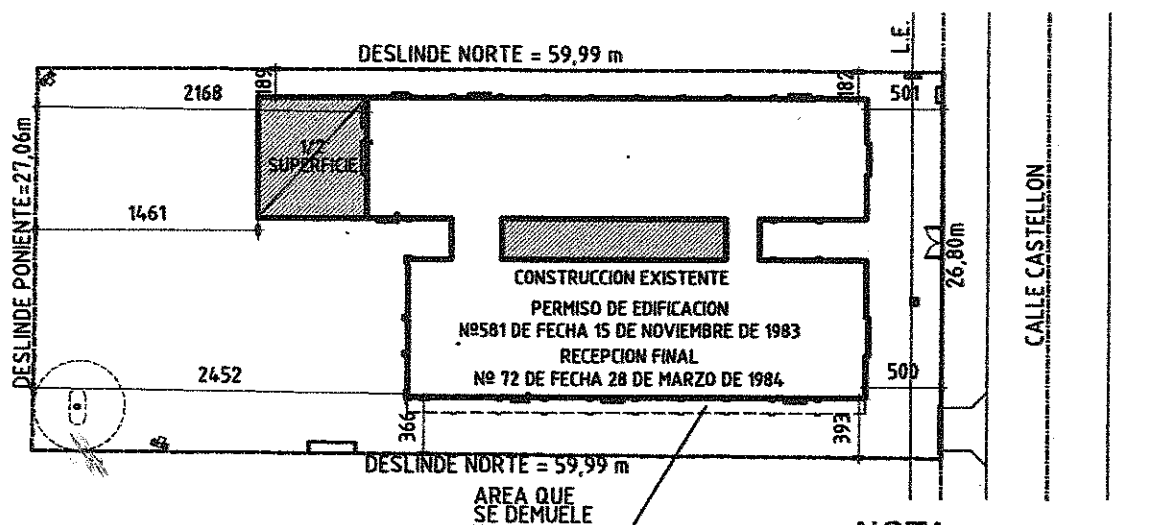 DESLINDE NORTE = 59,99 m
L.E.
189
182
2168
501
1/2
SUPERFICIE
DESLINDE PONIENTE=27,06m
1461
26,80m
CALLE CASTELLON
CONSTRUCCION EXISTENTE
PERMISO DE EDIFICACION
Nº581 DE FECHA 15 DE NOVIEMBRE DE 1983
RECEPCION FINAL
Nº 72 DE FECHA 28 DE MARZO DE 1984
2452
500
366
393
DESLINDE NORTE = 59,99 m
AREA QUE
SE DEMUELE